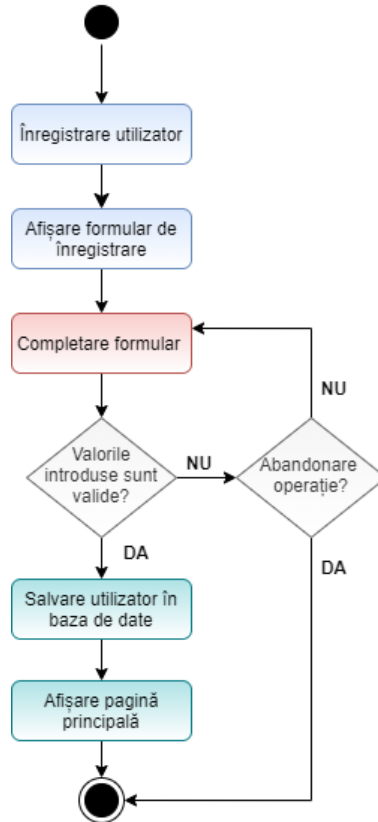 Înregistrare utilizator
Afișare formular de
înregistrare
Completare formular
NU
Valorile
introduse sunt
valide?
NU
Abandonare
operație?
DA
DA
Salvare utilizator în
baza de date
Afișare pagină
principală